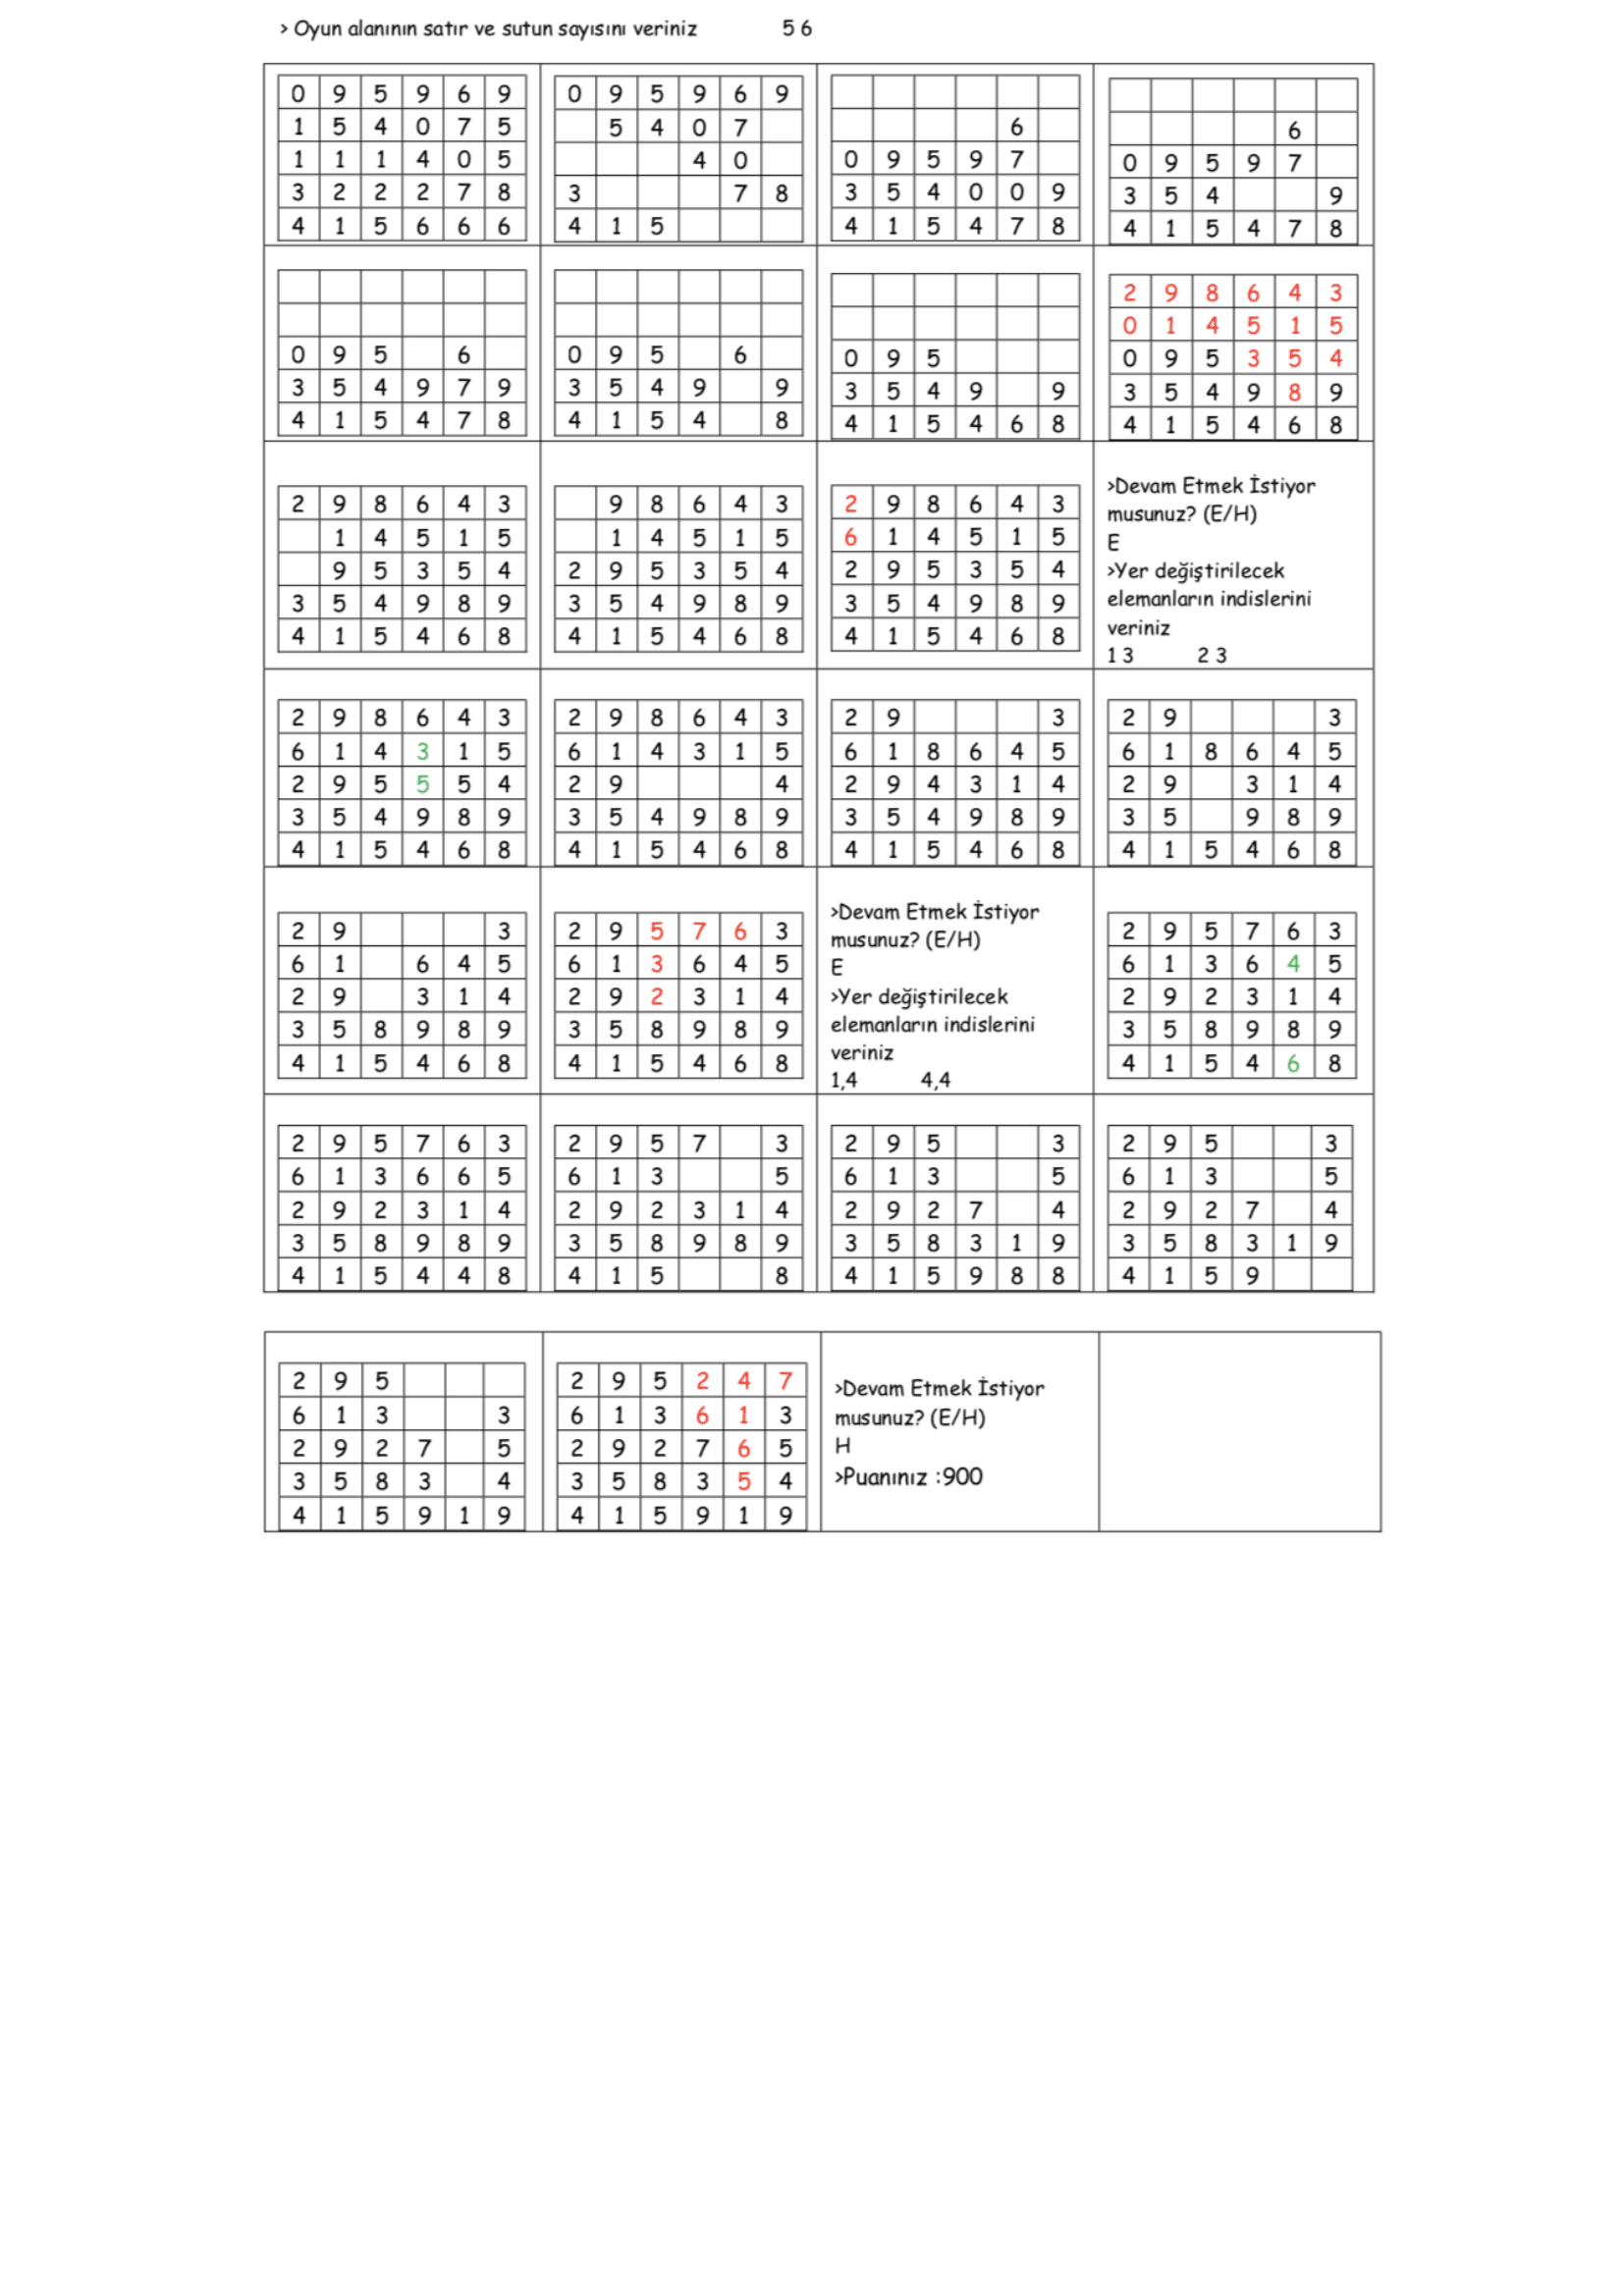 > Oyun alanının satır ve sutun sayısını veriniz 5 6
0 9 5 9 6 9
1 5 4 0 7 5
1 1 1 4 0 5
3 2 2 2 7 8
4 1 5 6 6 6
0 9 5 9 6 9
5 4 0 7
4 0
3 7 8
4 1 5
6
0 9 5 9 7
3 5 4 0 0 9
4 1 5 4 7 8
6
0 9 5 9 7
3 5 4 9
4 1 5 4 7 8
0 9 5 6
3 5 4 9 7 9
4 1 5 4 7 8
0 9 5 6
3 5 4 9 9
4 1 5 4 8
0 9 5
3 5 4 9 9
4 1 5 4 6 8
2 9 8 6 4 3
0 1 4 5 1 5
0 9 5 3 5 4
3 5 4 9 8 9
4 1 5 4 6 8
2 9 8 6 4 3
1 4 5 1 5
9 5 3 5 4
3 5 4 9 8 9
4 1 5 4 6 8
9 8 6 4 3
1 4 5 1 5
2 9 5 3 5 4
3 5 4 9 8 9
4 1 5 4 6 8
2 9 8 6 4 3
6 1 4 5 1 5
2 9 5 3 5 4
3 5 4 9 8 9
4 1 5 4 6 8
>Devam Etmek İstiyor
musunuz? (E/H)
E
>Yer değiştirilecek
elemanların indislerini
veriniz
1 3 2 3
2 9 8 6 4 3
6 1 4 3 1 5
2 9 5 5 5 4
3 5 4 9 8 9
4 1 5 4 6 8
2 9 8 6 4 3
6 1 4 3 1 5
2 9 4
3 5 4 9 8 9
4 1 5 4 6 8
2 9 3
6 1 8 6 4 5
2 9 4 3 1 4
3 5 4 9 8 9
4 1 5 4 6 8
2 9 3
6 1 8 6 4 5
2 9 3 1 4
3 5 9 8 9
4 1 5 4 6 8
2 9 3
6 1 6 4 5
2 9 3 1 4
3 5 8 9 8 9
4 1 5 4 6 8
2 9 5 7 6 3
6 1 3 6 4 5
2 9 2 3 1 4
3 5 8 9 8 9
4 1 5 4 6 8
>Devam Etmek İstiyor
musunuz? (E/H)
E
>Yer değiştirilecek
elemanların indislerini
veriniz
1,4 4,4
2 9 5 7 6 3
6 1 3 6 4 5
2 9 2 3 1 4
3 5 8 9 8 9
4 1 5 4 6 8
2 9 5 7 6 3
6 1 3 6 6 5
2 9 2 3 1 4
3 5 8 9 8 9
4 1 5 4 4 8
2 9 5 7 3
6 1 3 5
2 9 2 3 1 4
3 5 8 9 8 9
4 1 5 8
2 9 5 3
6 1 3 5
2 9 2 7 4
3 5 8 3 1 9
4 1 5 9 8 8
2 9 5 3
6 1 3 5
2 9 2 7 4
3 5 8 3 1 9
4 1 5 9
2 9 5
6 1 3 3
2 9 2 7 5
3 5 8 3 4
4 1 5 9 1 9
2 9 5 2 4 7
6 1 3 6 1 3
2 9 2 7 6 5
3 5 8 3 5 4
4 1 5 9 1 9
>Devam Etmek İstiyor
musunuz? (E/H)
H
>Puanınız :900